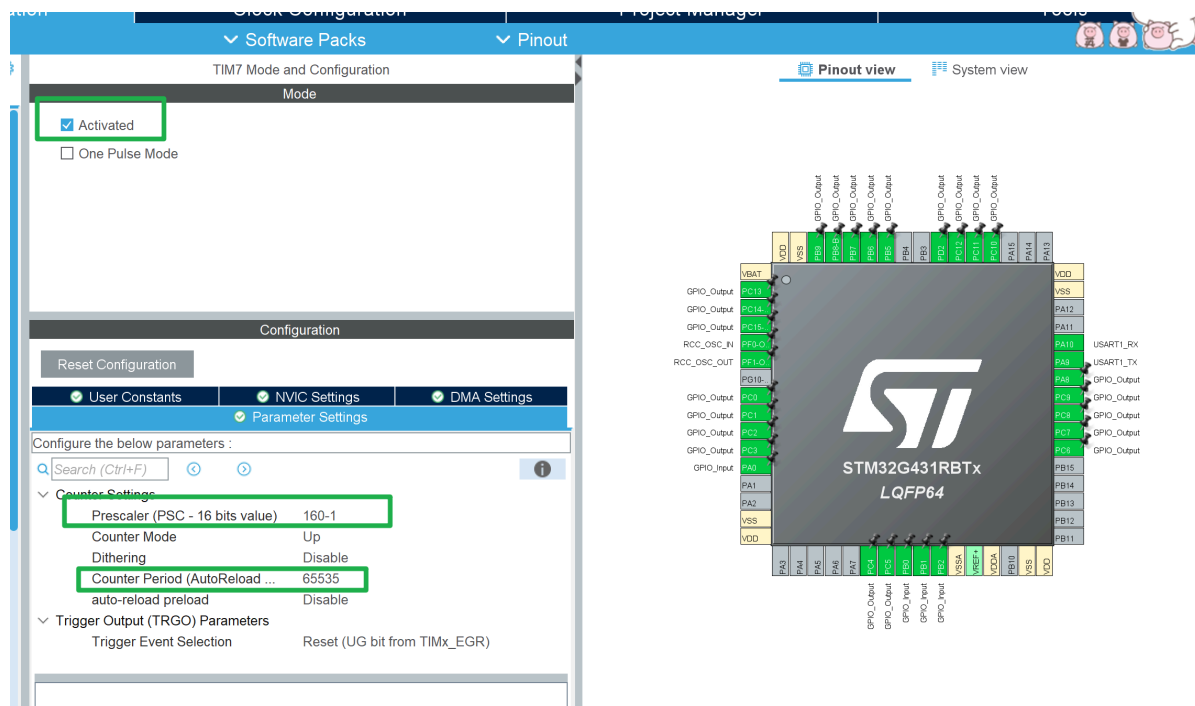 Clock Configuration
Project Manager
Tools
Software Packs
Pinout
TIM7 Mode and Configuration
Mode
Activated
One Pulse Mode
Configuration
Reset Configuration
User Constants
NVIC Settings
DMA Settings
Parameter Settings
Configure the below parameters :
Search (Ctrl+F)
Counter Settings
Prescaler (PSC - 16 bits value) 160-1
Counter Mode Up
Dithering Disable
Counter Period (AutoReload ... 65535
auto-reload preload Disable
Trigger Output (TRGO) Parameters
Trigger Event Selection Reset (UG bit from TIMx_EGR)
Pinout view
System view
GPIO_Output GPIO_Output GPIO_Output GPIO_Output GPIO_Output GPIO_Output GPIO_Output GPIO_Output GPIO_Output
VDD VSS PB9 PB8-B PB7 PB6 PB5 PB4 PB3 PD2 PC12 PC11 PC10 PA15 PA14 PA13
VBAT
GPIO_Output PC13
GPIO_Output PC14-
GPIO_Output PC15-
RCC_OSC_IN PF0-O
RCC_OSC_OUT PF1-O
PG10-
GPIO_Output PC0
GPIO_Output PC1
GPIO_Output PC2
GPIO_Output PC3
GPIO_Input PA0
PA1
PA2
VSS
VDD
STM32G431RBTx
LQFP64
VDD
VSS
PA12
PA11
PA10 USART1_RX
PA9 USART1_TX
PA8 GPIO_Output
PC9 GPIO_Output
PC8 GPIO_Output
PC7 GPIO_Output
PC6 GPIO_Output
PB15
PB14
PB13
PB12
PB11
PA3 PA4 PA5 PA6 PA7 PC4 PC5 PB0 PB1 PB2 VSSA VREF+ VDDA PB10 VSS VDD
GPIO_Output GPIO_Output GPIO_Input GPIO_Input GPIO_Input